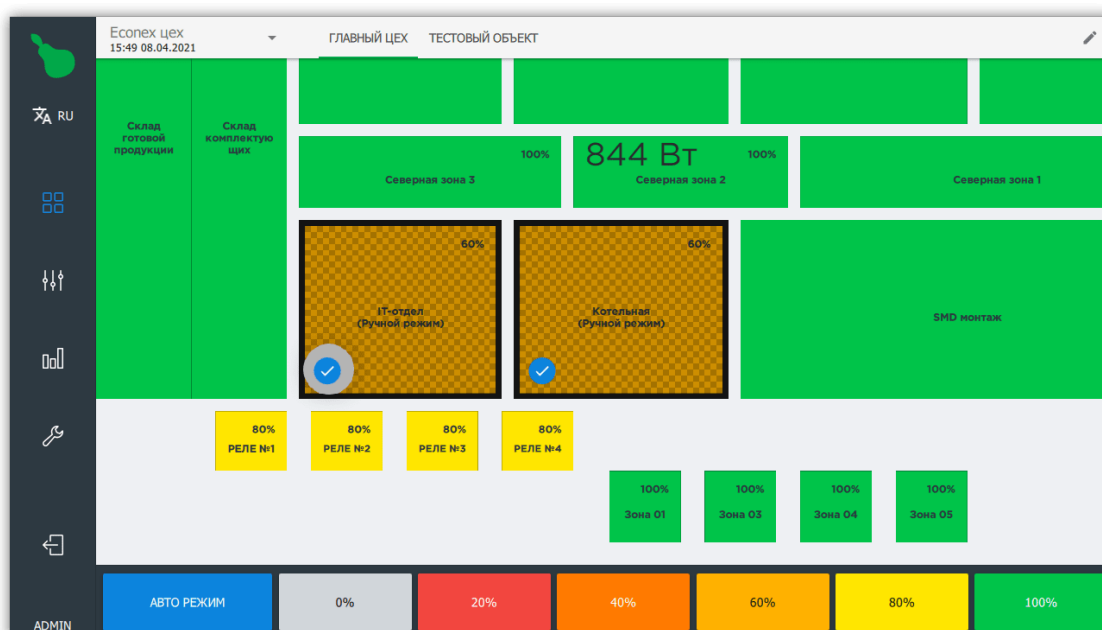 Econex цех
15:49 08.04.2021
ГЛАВНЫЙ ЦЕХ
ТЕСТОВЫЙ ОБЪЕКТ
RU
Склад
готовой
продукции
Склад
комплектую
щих
100%
Северная зона 3
844 Вт
100%
Северная зона 2
Северная зона 1
60%
IT-отдел
(Ручной режим)
60%
Котельная
(Ручной режим)
SMD монтаж
80%
РЕЛЕ №1
80%
РЕЛЕ №2
80%
РЕЛЕ №3
80%
РЕЛЕ №4
100%
Зона 01
100%
Зона 03
100%
Зона 04
100%
Зона 05
ADMIN
АВТО РЕЖИМ
0%
20%
40%
60%
80%
100%